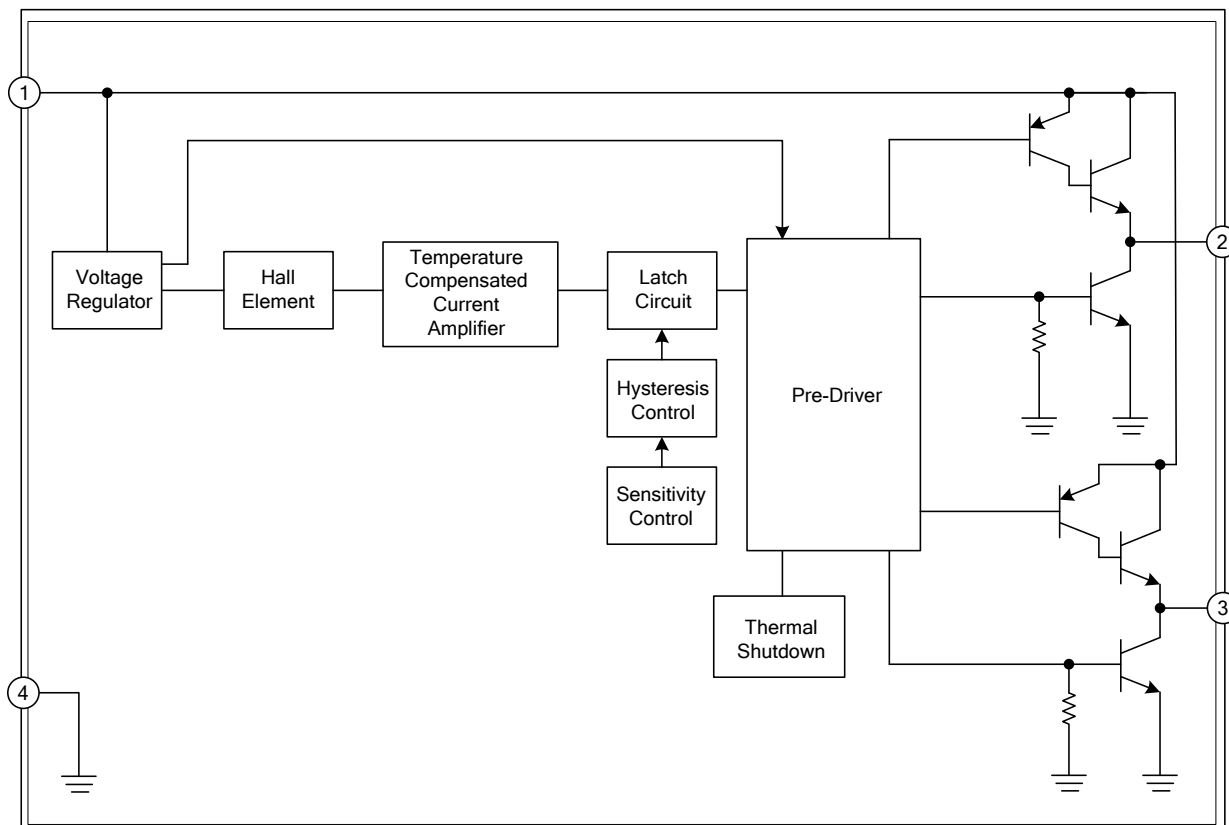 1
2
Voltage
Regulator
Hall
Element
Temperature
Compensated
Current
Amplifier
Latch
Circuit
Hysteresis
Control
Sensitivity
Control
Pre-Driver
Thermal
Shutdown
3
4